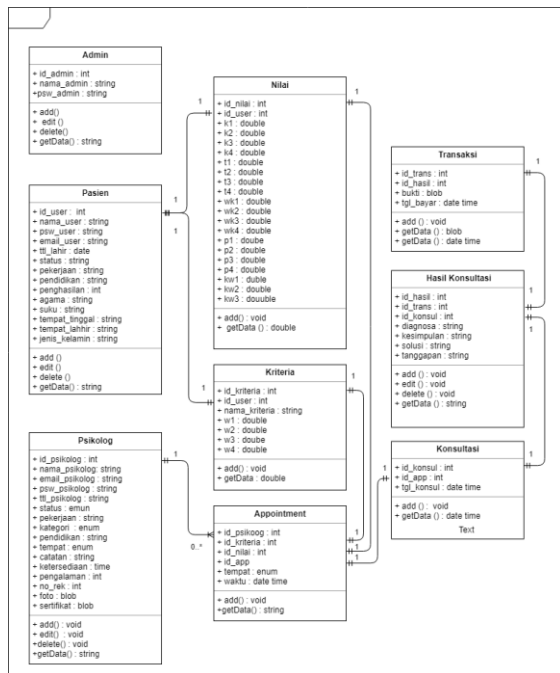 Admin
+ id_admin : int
+ nama_admin : string
+psw_admin : string
+ add()
+ edit ()
+ delete()
+ getData() : string
Pasien
+ id_user : int
+ nama_user : string
+ psw_user : string
+ email_user : string
+ ttl_lahir : date
+ status : string
+ pekerjaan : string
+ pendidikan : string
+ penghasilan : int
+ agama : string
+ suku : string
+ tempat_tinggal : string
+ tempat_lahhir : string
+ jenis_kelamin : string
+ add ()
+ edit ()
+ delete ()
+ getData() : string
Psikolog
+ id_psikolog : int
+ nama_psikolog: string
+ email_psikolog : string
+ psw_psikolog : string
+ ttl_psikolog : string
+ status : emun
+ pekerjaan : string
+ kategori : enum
+ pendidikan : string
+ tempat : enum
+ catatan : string
+ ketersediaan : time
+ pengalaman : int
+ no_rek : int
+ foto : blob
+ sertifikat : blob
+ add() : void
+ edit() : void
+delete() : void
+getData() : string
Nilai
+ id_nilai : int
+ id_user : int
+ k1 : double
+ k2 : double
+ k3 : double
+ k4 : double
+ t1 : double
+ t2 : double
+ t3 : double
+ t4 : double
+ wk1 : double
+ wk2 : double
+ wk3 : double
+ wk4 : double
+ p1 : doube
+ p2 : double
+ p3 : double
+ p4 : double
+ kw1 : duble
+ kw2 : double
+ kw3 : douuble
+ add() : void
+ getData () : double
Kriteria
+ id_kriteria : int
+ id_user : int
+ nama_kriteria : string
+ w1 : double
+ w2 : double
+ w3 : doube
+ w4 : double
+ add() : void
+ getData : double
Appointment
+ id_psikoog : int
+ id_kriteria : int
+ id_nilai : int
+ id_app
+ tempat : enum
+ waktu : date time
+ add() : void
+getData() : string
Transaksi
+ id_trans : int
+ id_hasil : int
+ bukti : blob
+ tgl_bayar : date time
+ add () : void
+ getData () : blob
+ getData () : date time
Hasil Konsultasi
+ id_hasil : int
+ id_trans : int
+ id_konsul : int
+ diagnosa : string
+ kesimpulan : string
+ solusi : string
+ tanggapan : string
+ add() : void
+ edit () : void
+ delete () : void
+ getData () : string
Konsultasi
+ id_konsul : int
+ id_app : int
+ tgl_konsul : date time
+ add () : void
+ getData () : date time
Text
1
1
1
1
1
1
0..*
1
1
1
1
1
1
1
1
1